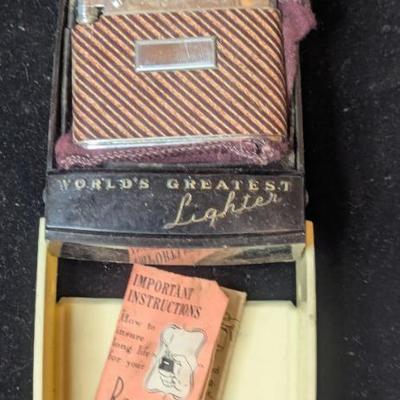 WORLD'S GREATEST
Lighter
IMPORTANT
INSTRUCTIONS
How to
insure
long life
for your